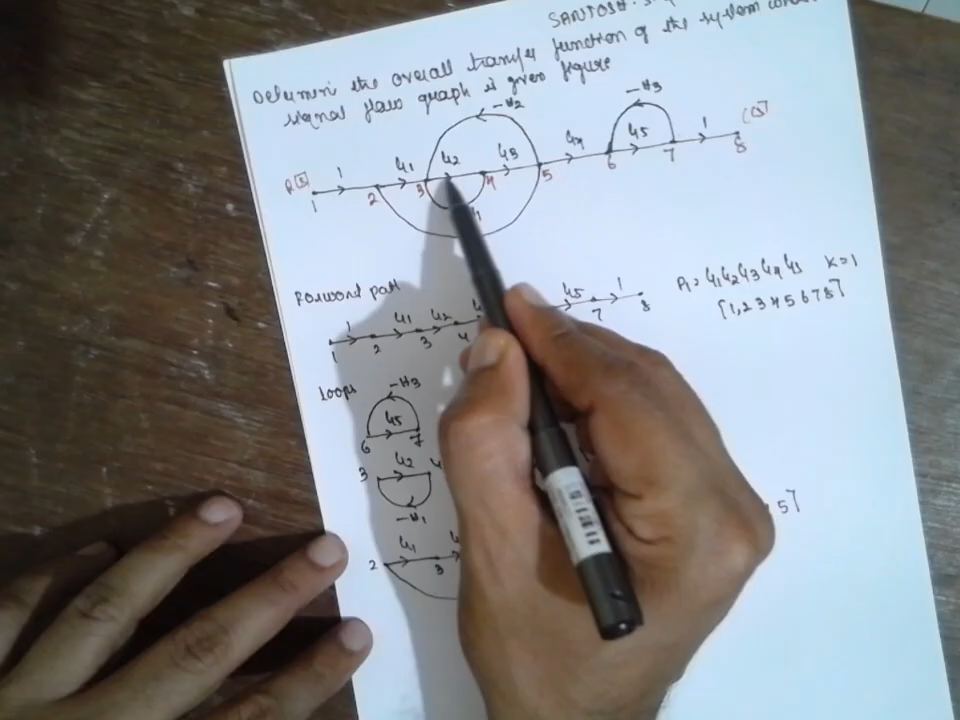 SANTOSH.
Determine the overall transfer function of the system whose
signal flow graph is given figure
-H2 -H3
R[s] 1 G1 G2 G3 G4 G5 1 C[s]
1 2 3 4 5 6 7 8
Forward path
1 G1 G2 G5 1
1 2 3 4 7 8
P1 = G1G2G3G4G5 K=1
[1,2 3 4 5 6 7 8]
Loops
-H3
G5
6 7
3 G2 4
-H1
2 G1 3
, 5]